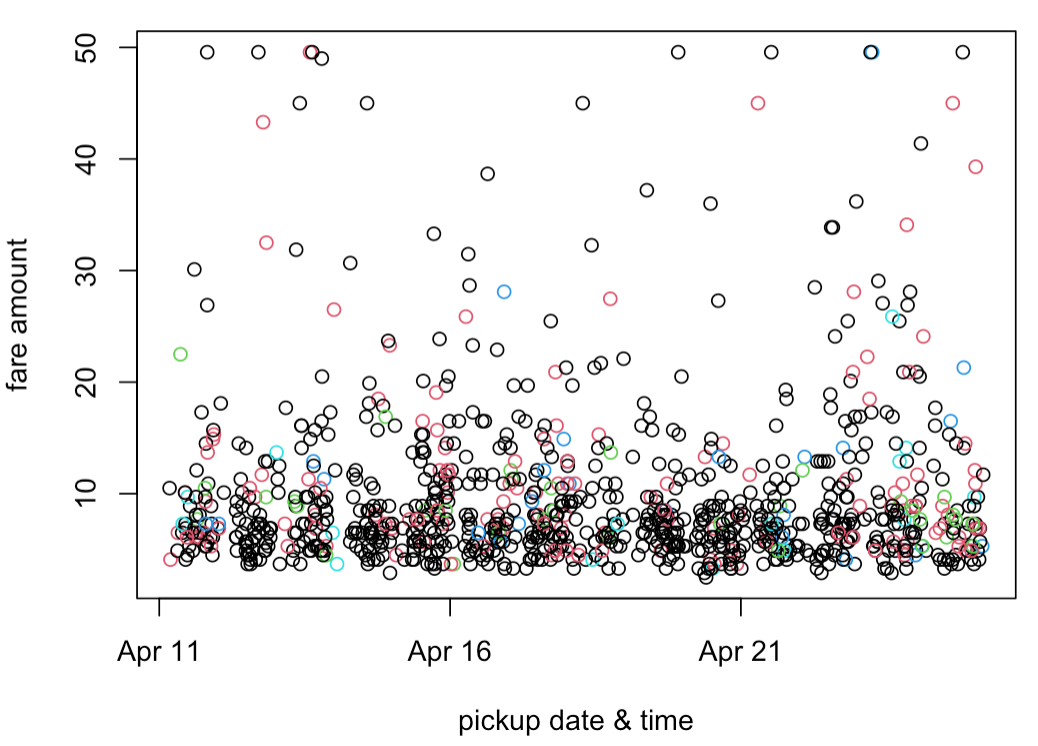 50
40
30
20
10
fare amount
Apr 11 Apr 16 Apr 21
pickup date & time